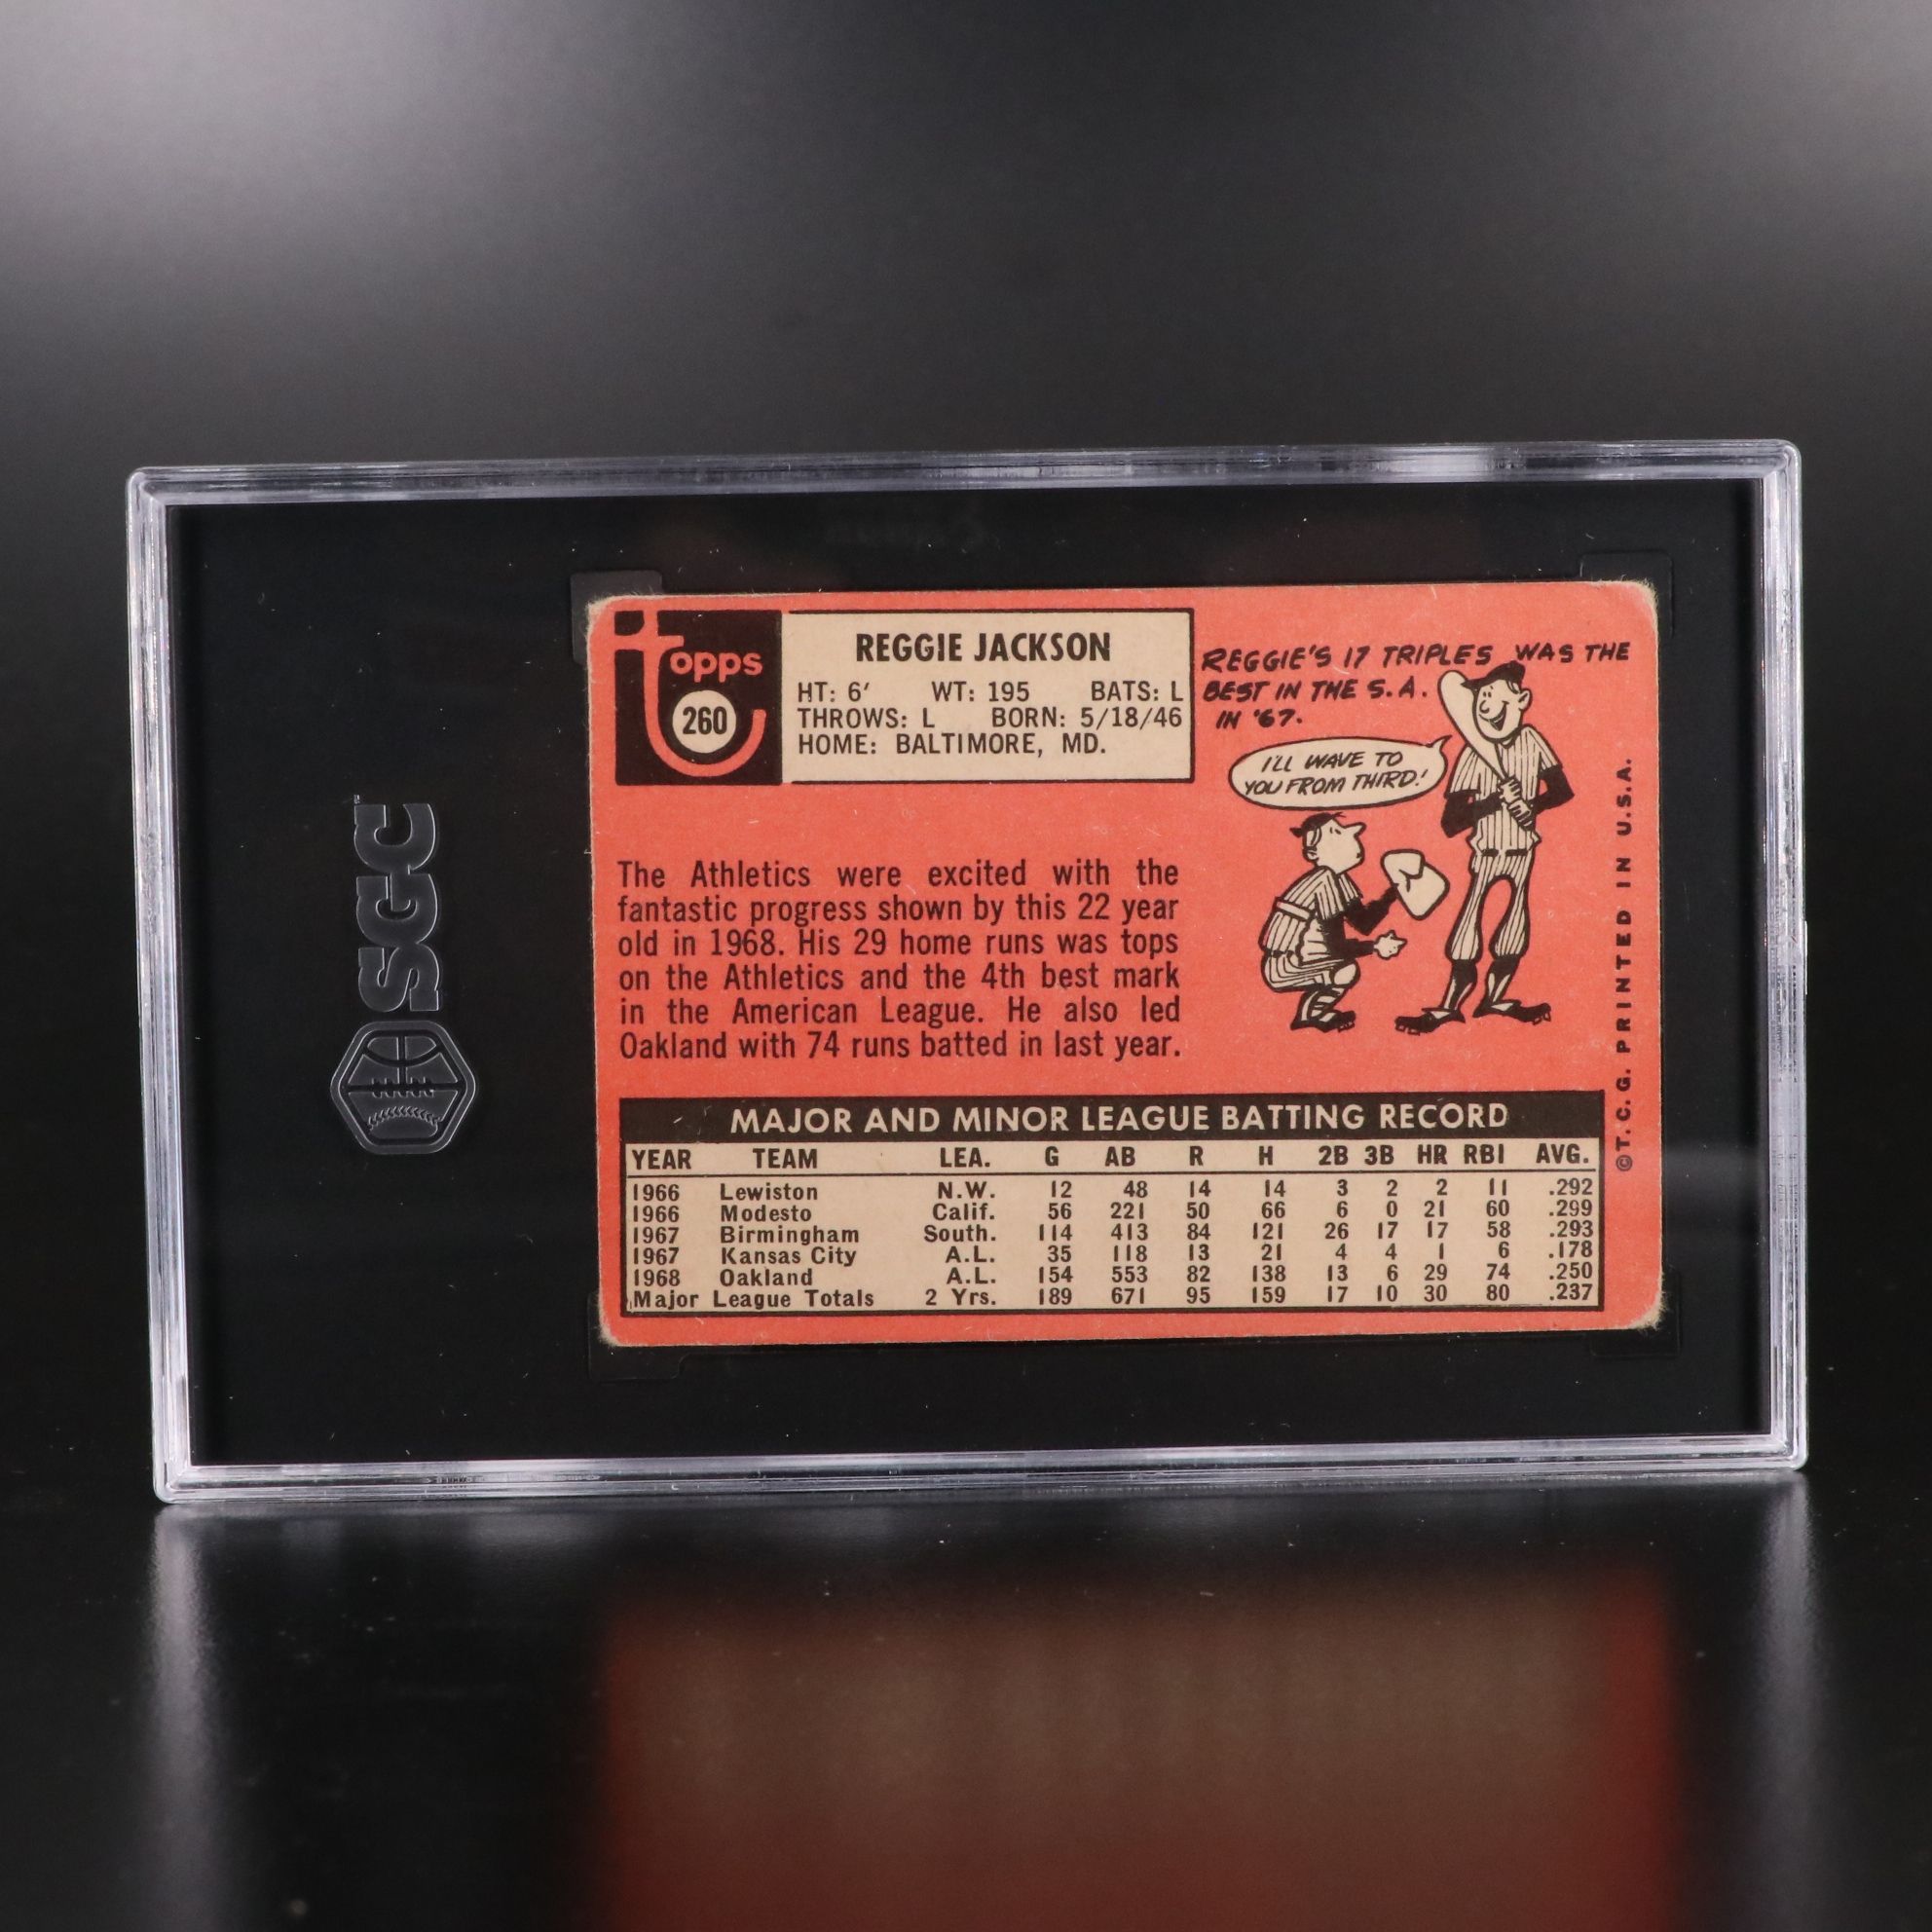 SGC
topps
260
REGGIE JACKSON
HT: 6' WT: 195 BATS: L
THROWS: L BORN: 5/18/46
HOME: BALTIMORE, MD.
REGGIE'S 17 TRIPLES WAS THE
BEST IN THE S.A.
IN '67.
I'LL WAVE TO
YOU FROM THIRD!
The Athletics were excited with the
fantastic progress shown by this 22 year
old in 1968. His 29 home runs was tops
on the Athletics and the 4th best mark
in the American League. He also led
Oakland with 74 runs batted in last year.
©T.C.G. PRINTED IN U.S.A.
MAJOR AND MINOR LEAGUE BATTING RECORD
YEAR TEAM LEA. G AB R H 2B 3B HR RBI AVG.
1966 Lewiston N.W. 12 48 14 14 3 2 2 11 .292
1966 Modesto Calif. 56 221 50 66 6 0 21 60 .299
1967 Birmingham South. 114 413 84 121 26 17 17 58 .293
1967 Kansas City A.L. 35 118 13 21 4 4 1 6 .178
1968 Oakland A.L. 154 553 82 138 13 6 29 74 .250
Major League Totals 2 Yrs. 189 671 95 159 17 10 30 80 .237